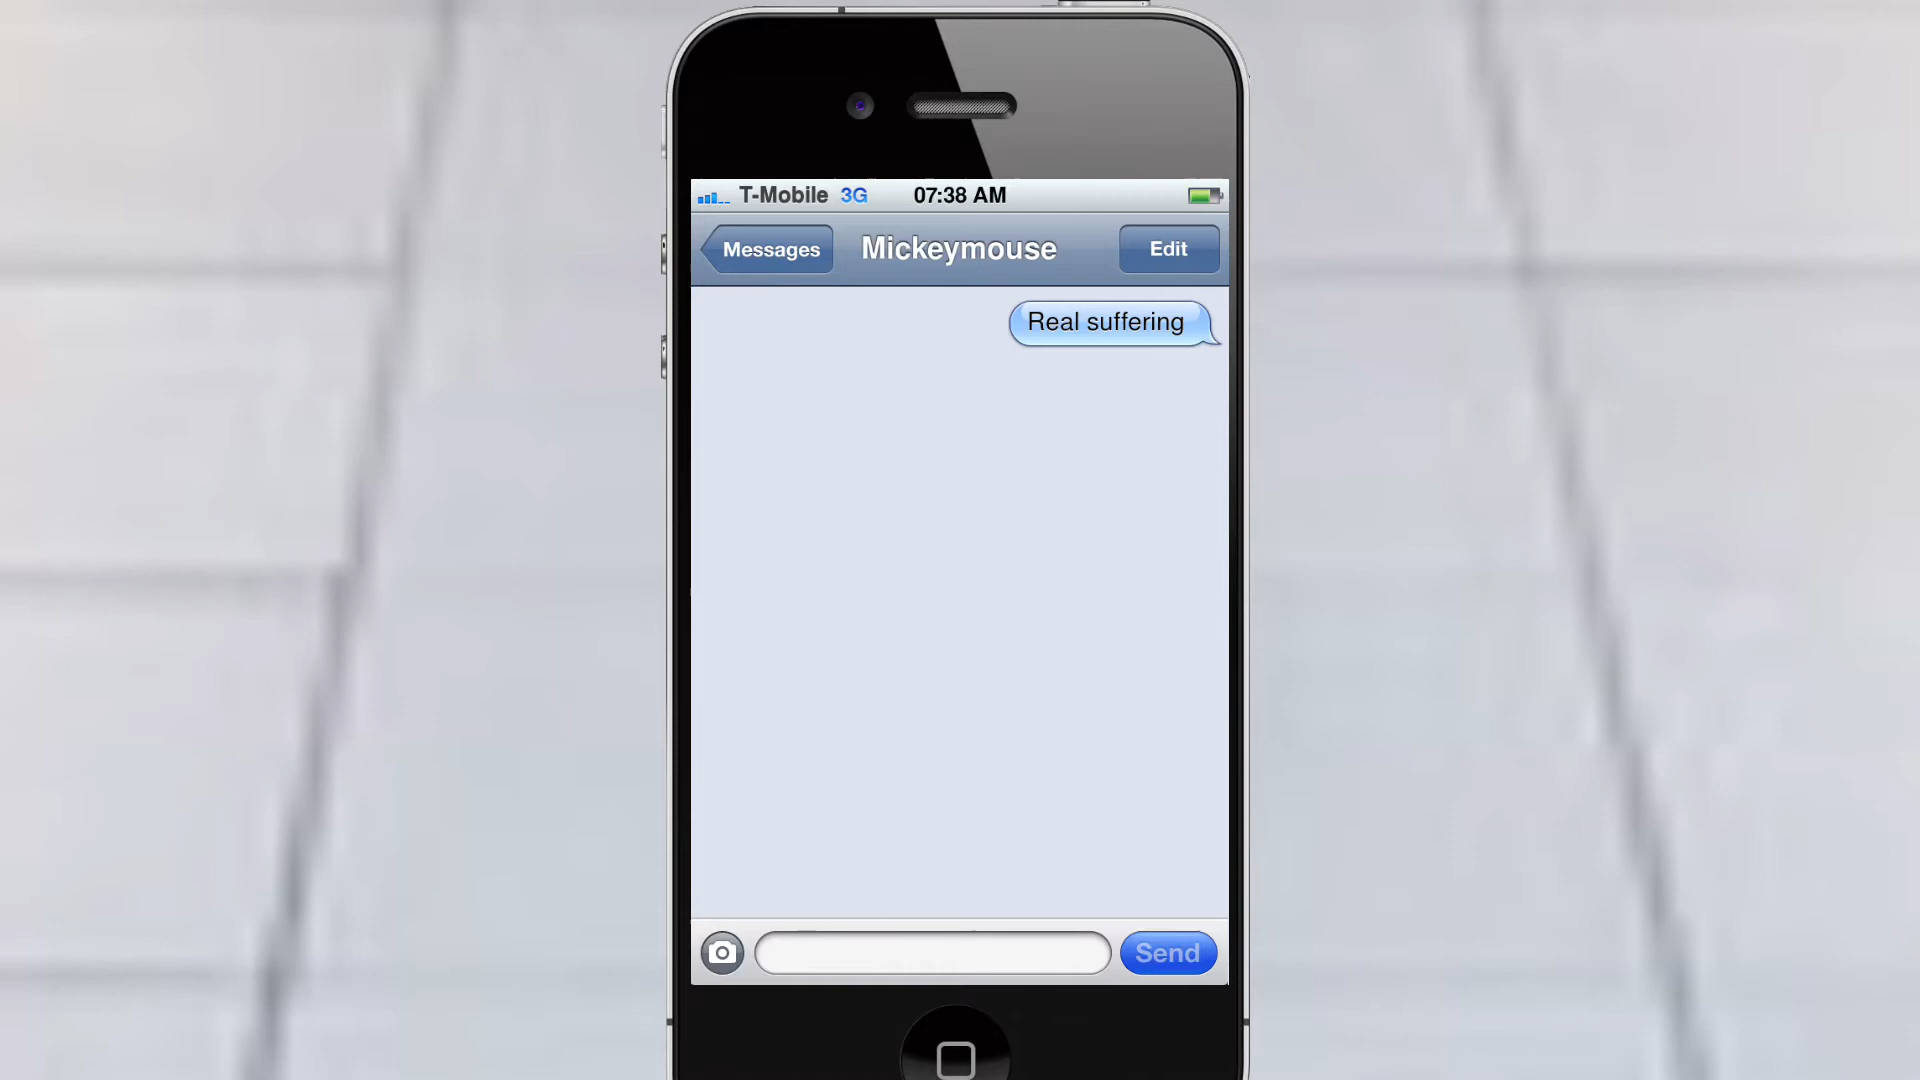 T-Mobile 3G 07:38 AM
Messages Mickeymouse Edit
Real suffering
Send